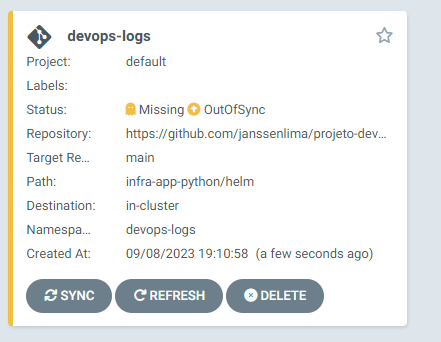 devops-logs
Project: default
Labels:
Status: Missing OutOfSync
Repository: https://github.com/janssenlima/projeto-dev...
Target Re... main
Path: infra-app-python/helm
Destination: in-cluster
Namespa... devops-logs
Created At: 09/08/2023 19:10:58 (a few seconds ago)
SYNC REFRESH DELETE